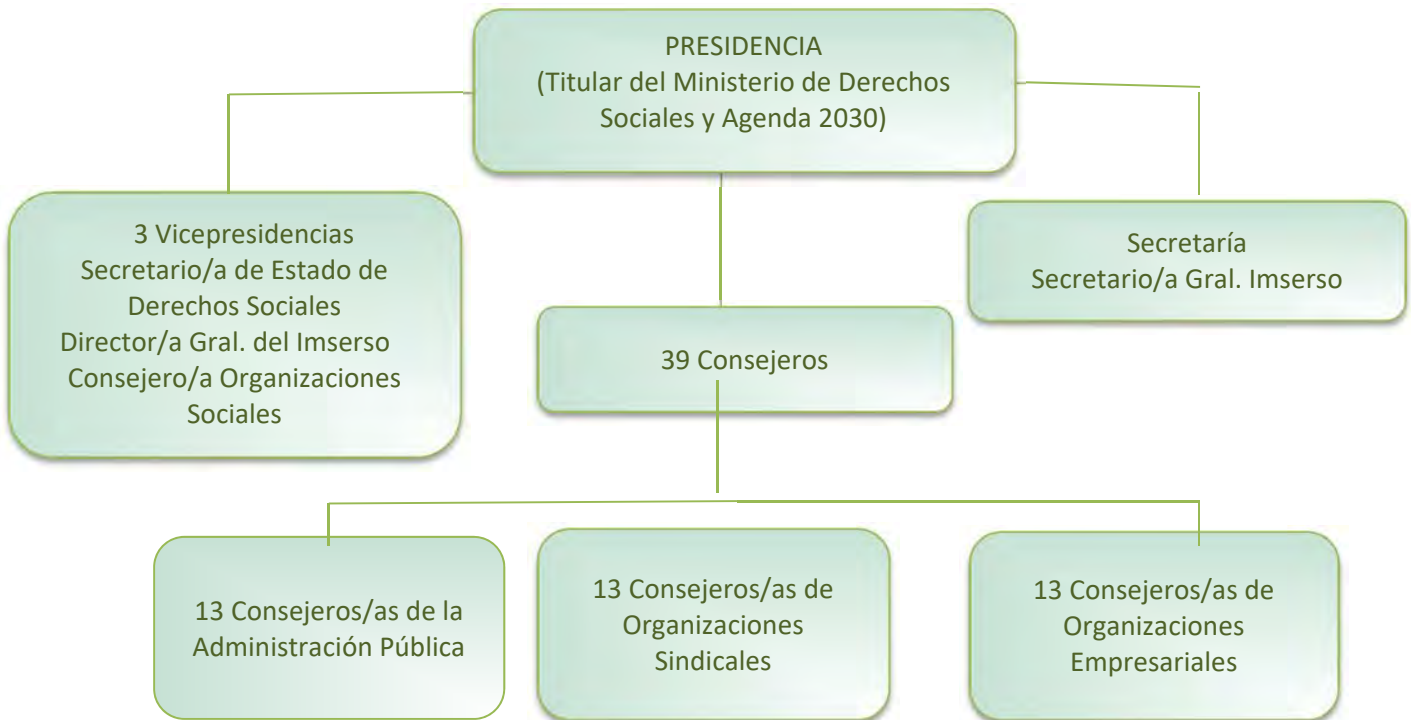 PRESIDENCIA
(Titular del Ministerio de Derechos
Sociales y Agenda 2030)
3 Vicepresidencias
Secretario/a de Estado de
Derechos Sociales
Director/a Gral. del Imserso
Consejero/a Organizaciones
Sociales
Secretaría
Secretario/a Gral. Imserso
39 Consejeros
13 Consejeros/as de la
Administración Pública
13 Consejeros/as de
Organizaciones
Sindicales
13 Consejeros/as de
Organizaciones
Empresariales